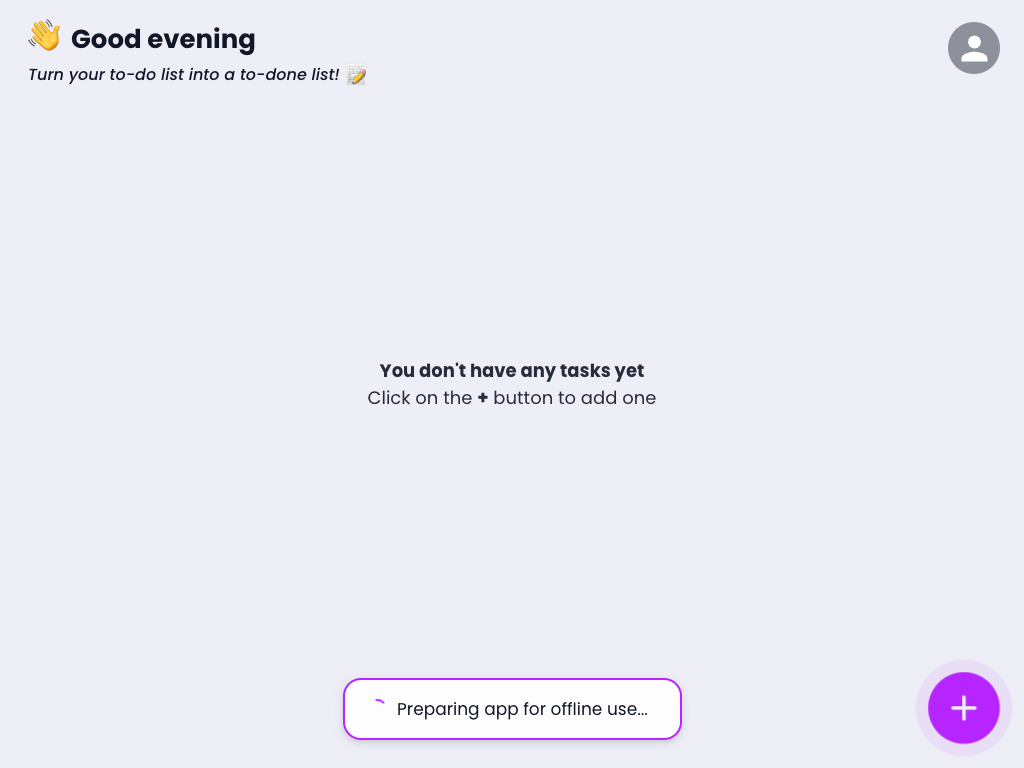 👋 Good evening
Turn your to-do list into a to-done list! 📝
You don't have any tasks yet
Click on the + button to add one
Preparing app for offline use...